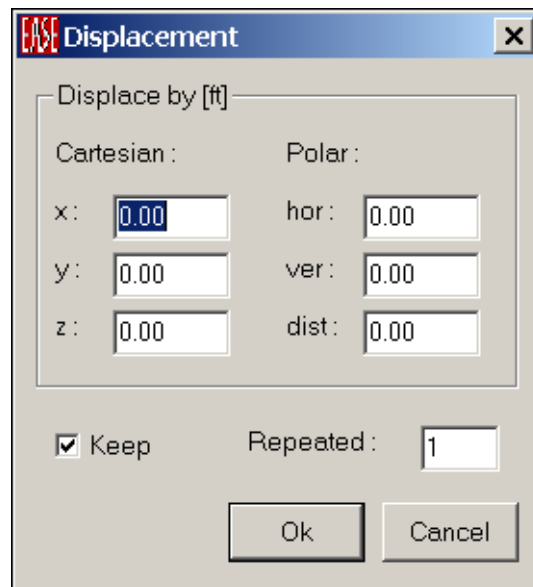 EASE Displacement
Displace by [ft]
Cartesian : Polar :
x : 0.00 hor : 0.00
y : 0.00 ver : 0.00
z : 0.00 dist : 0.00
Keep Repeated : 1
Ok Cancel